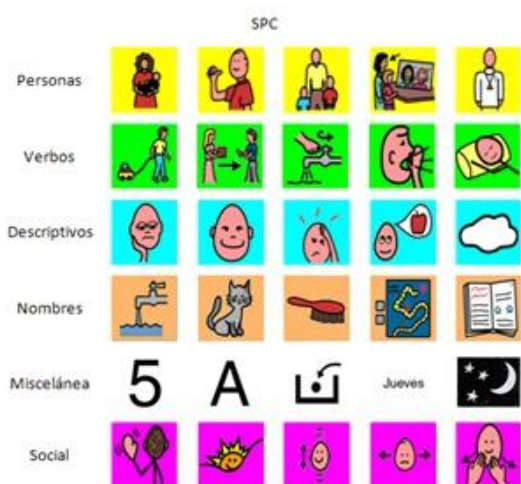 SPC
Personas
Verbos
Descriptivos
Nombres
Miscelánea
5 A Jueves
Social